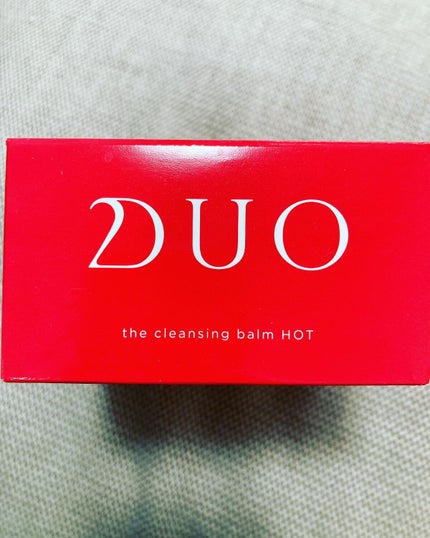 DUO
the cleansing balm HOT